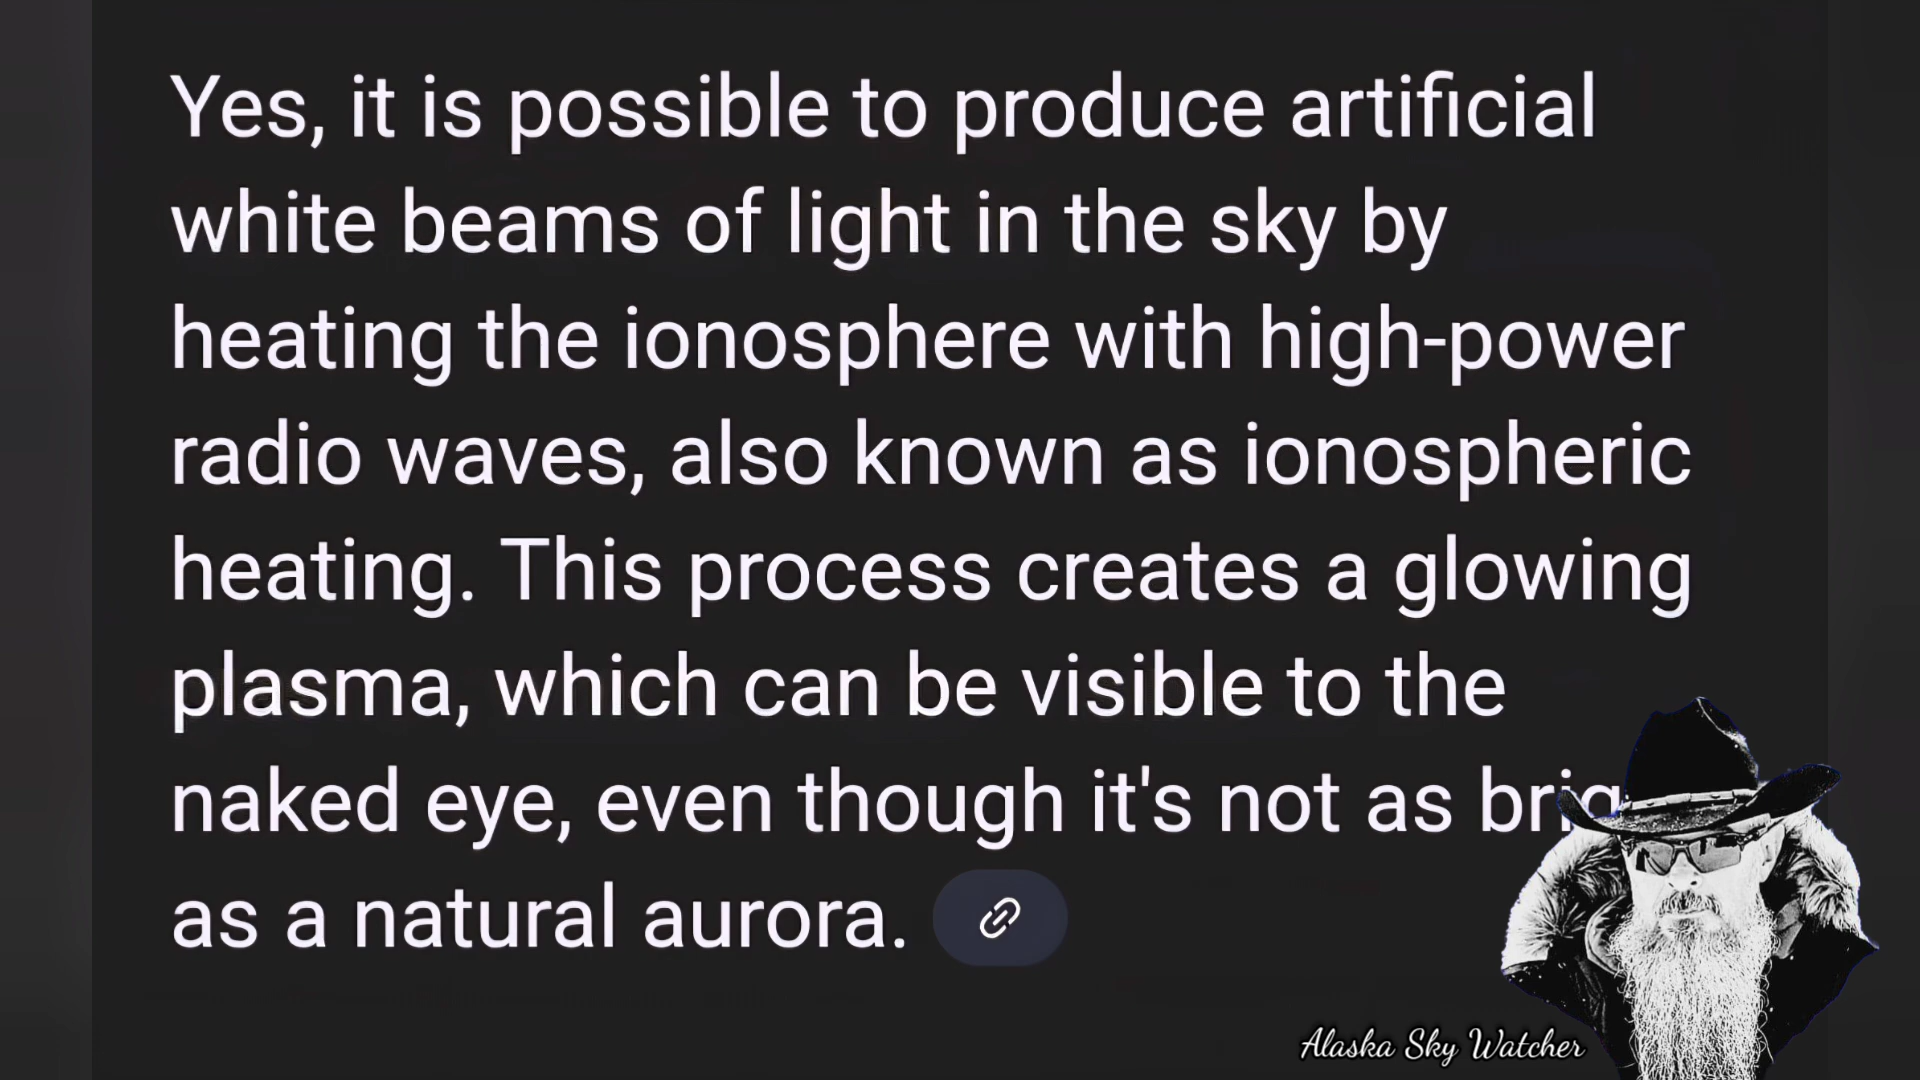 Yes, it is possible to produce artificial
white beams of light in the sky by
heating the ionosphere with high-power
radio waves, also known as ionospheric
heating. This process creates a glowing
plasma, which can be visible to the
naked eye, even though it's not as
as a natural aurora.
Alaska Sky Watcher